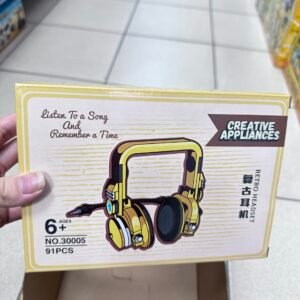 Listen To a Song
And
Remember a Time
CREATIVE
APPLIANCES
RETRO HEADSET
复古耳机
6+
AGES
NO.30005
91PCS